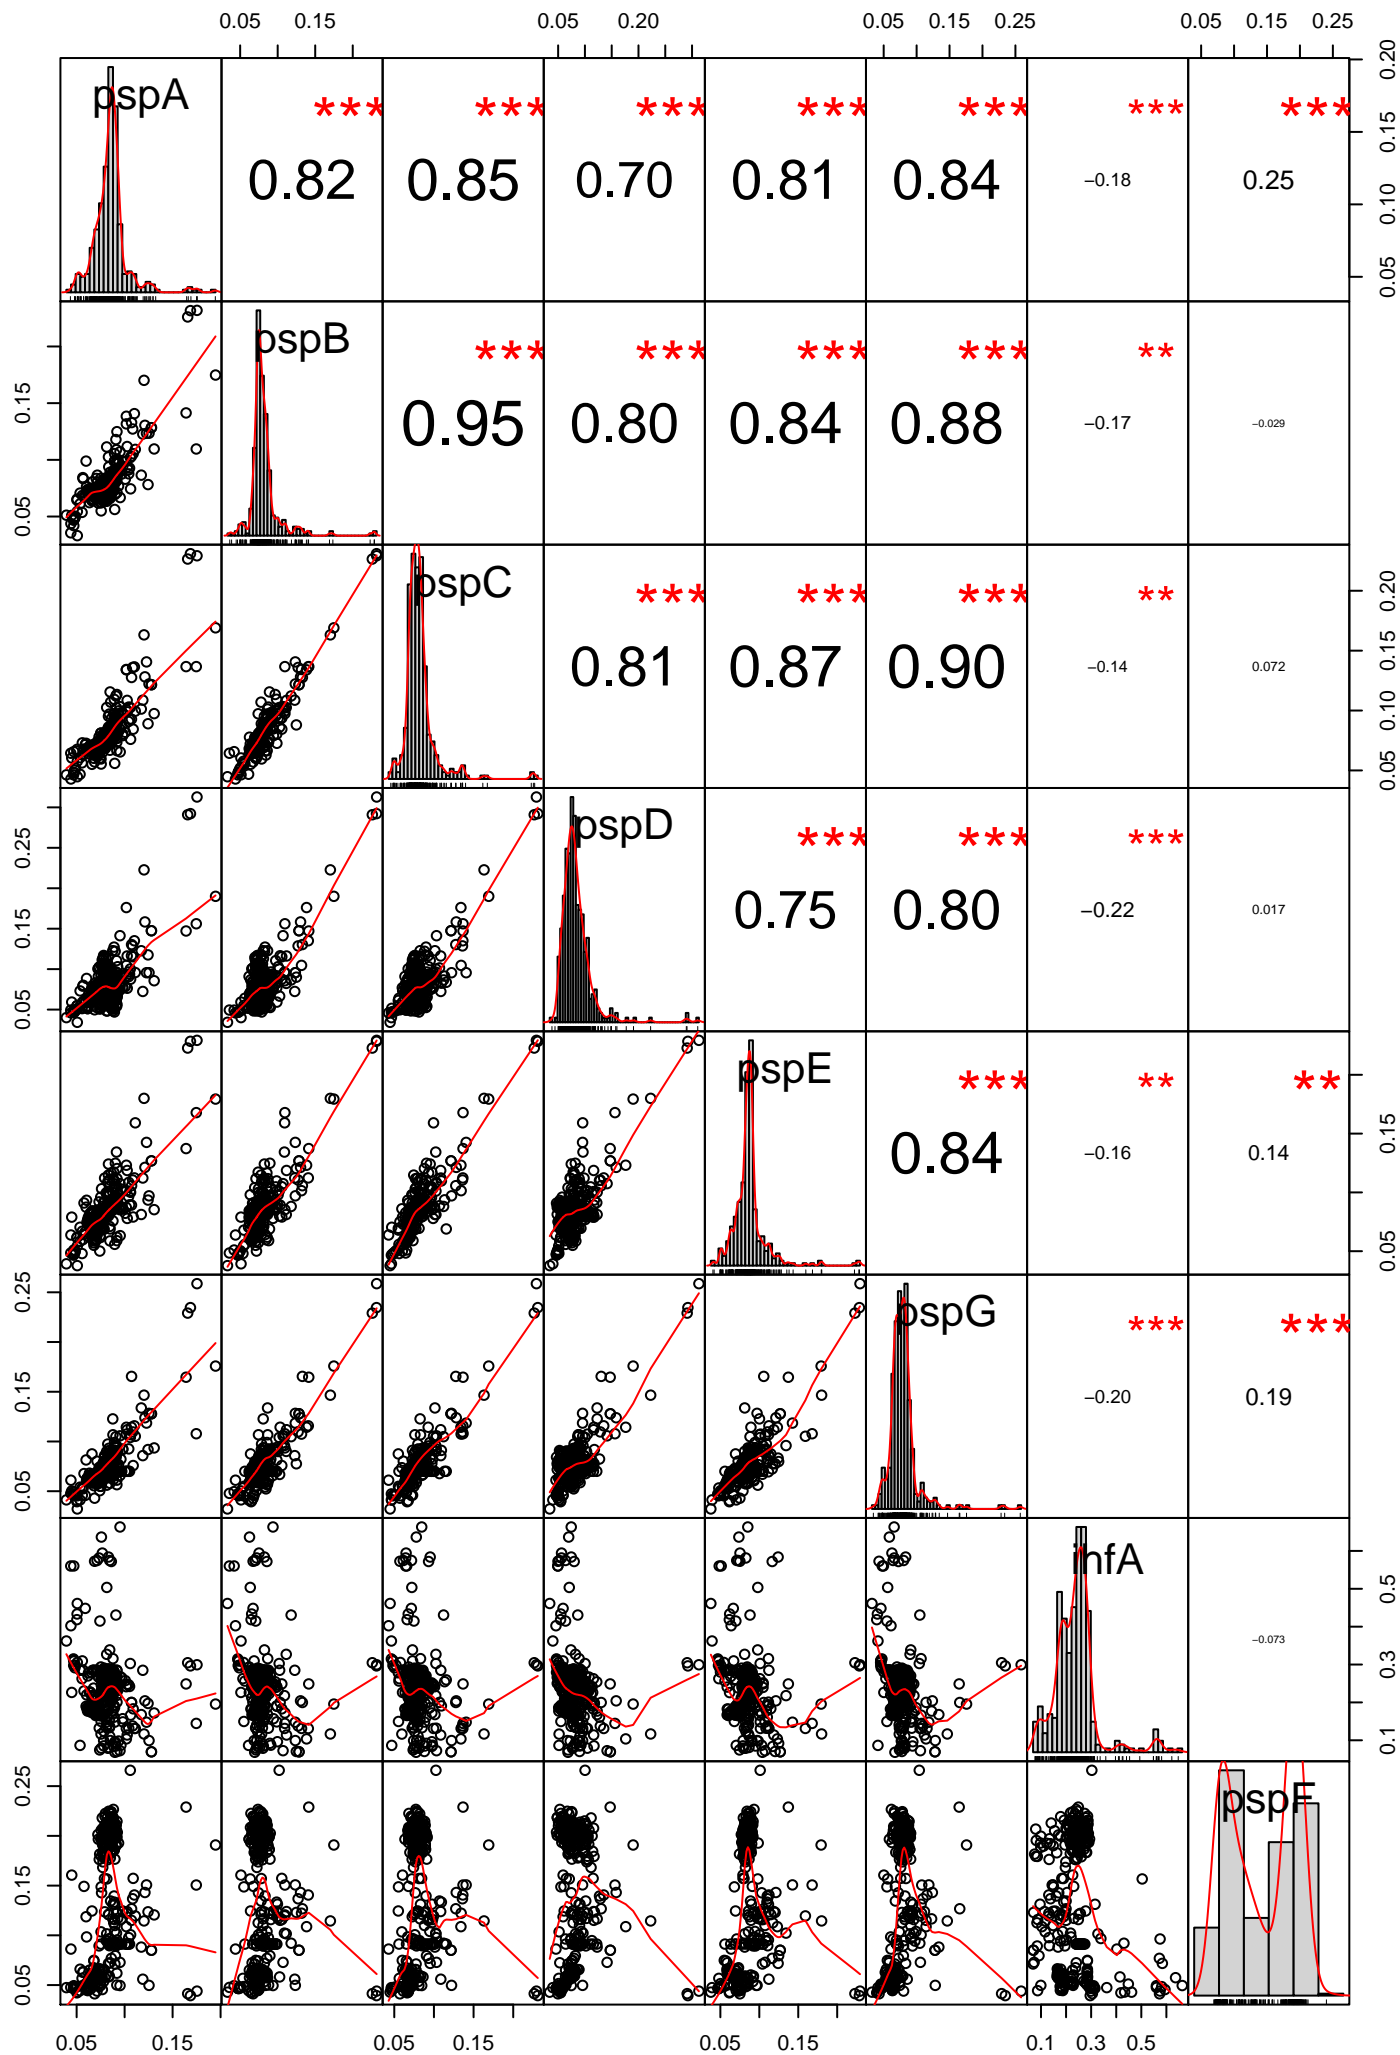 0.05 0.15 0.05 0.20 0.05 0.15 0.25 0.05 0.15 0.25
pspA *** *** *** *** *** *** *** 0.20
0.82 0.85 0.70 0.81 0.84 −0.18 0.25 0.15
0.10
0.05
pspB *** *** *** *** **
0.15 0.95 0.80 0.84 0.88 −0.17 −0.029
0.05
pspC *** *** *** ** 0.20
0.81 0.87 0.90 −0.14 0.072 0.15
0.10
0.05
pspD *** *** ***
0.25 0.75 0.80 −0.22 0.017
0.15
0.05
pspE *** ** **
0.84 −0.16 0.14 0.15
0.05
0.25 pspG *** ***
0.15 −0.20 0.19
0.05
infA 0.5
−0.073 0.3
0.1
0.25 pspF
0.15
0.05
0.05 0.15 0.05 0.15 0.05 0.15 0.1 0.3 0.5